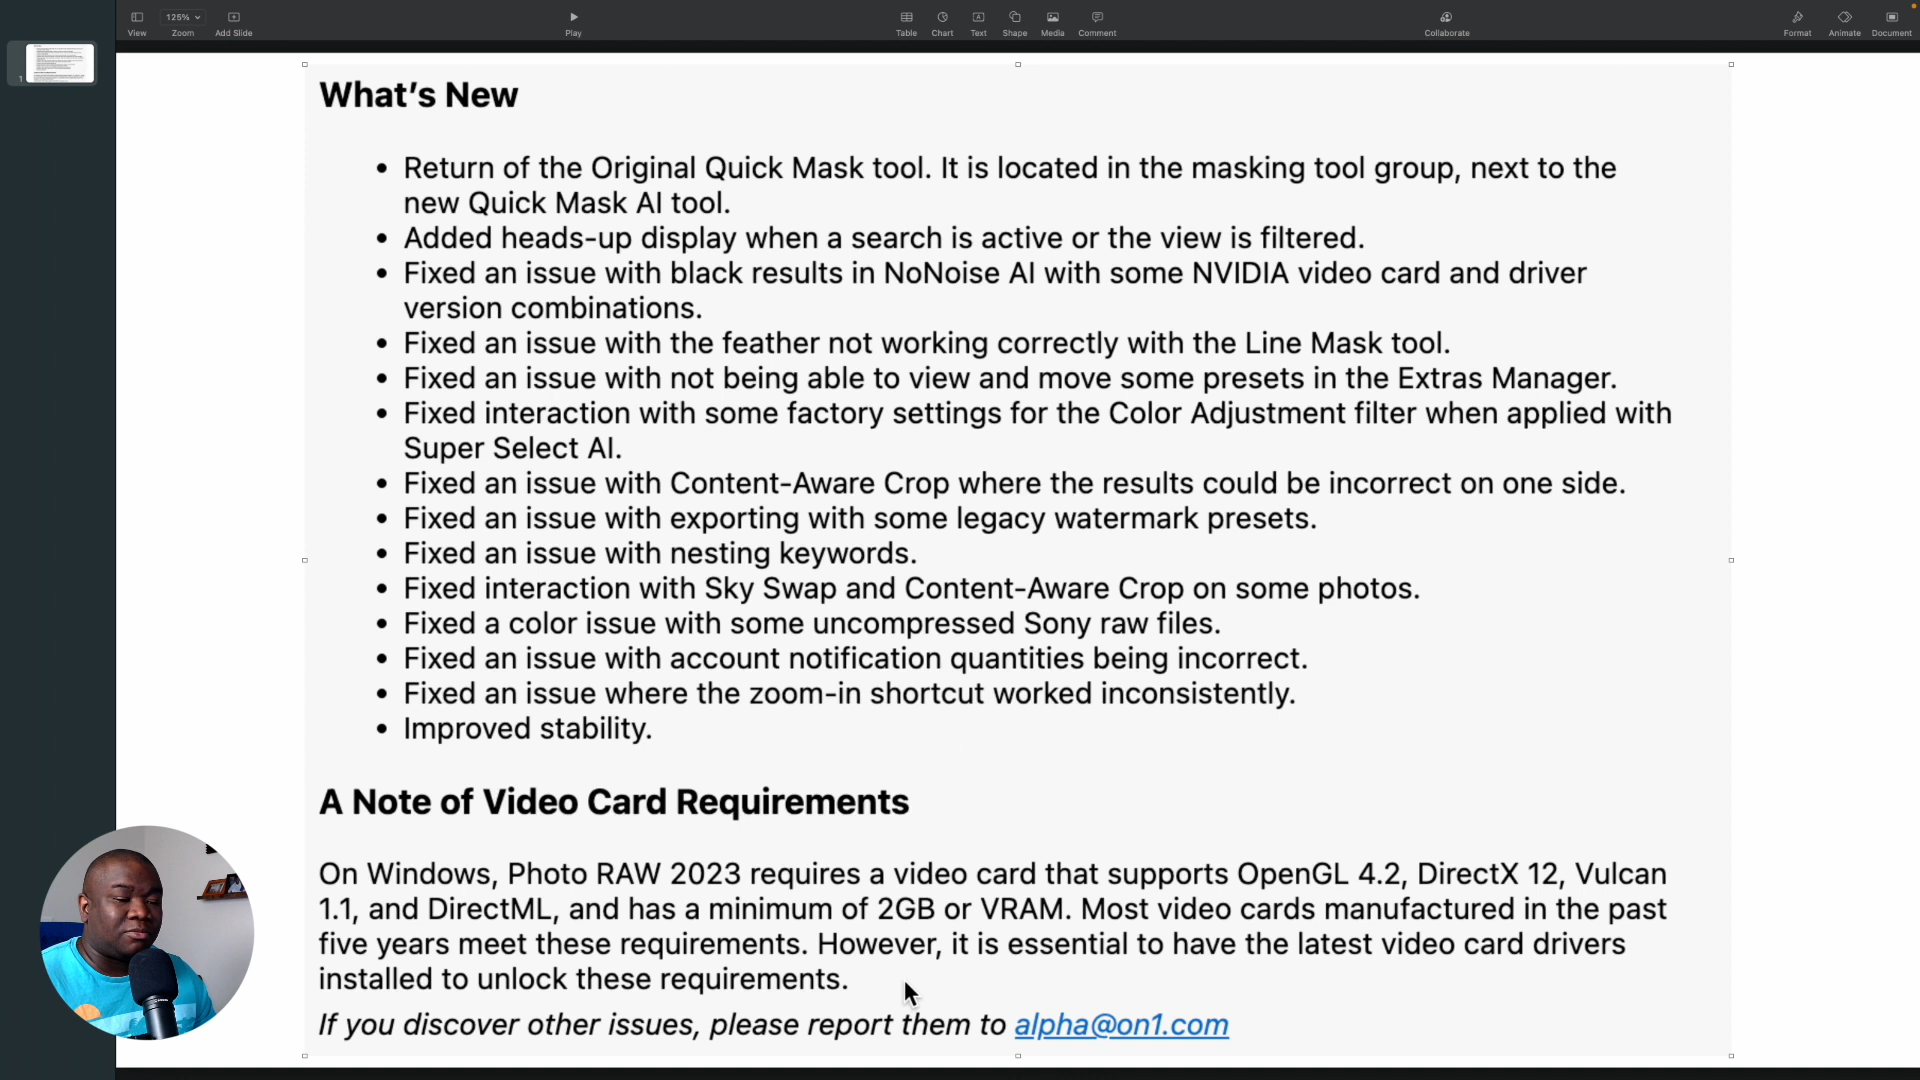 View
125%
Zoom
Add Slide
Play
Table
Chart
Text
Shape
Media
Comment
Collaborate
Format
Animate
Document
1
What’s New
• Return of the Original Quick Mask tool. It is located in the masking tool group, next to the
new Quick Mask AI tool.
• Added heads-up display when a search is active or the view is filtered.
• Fixed an issue with black results in NoNoise AI with some NVIDIA video card and driver
version combinations.
• Fixed an issue with the feather not working correctly with the Line Mask tool.
• Fixed an issue with not being able to view and move some presets in the Extras Manager.
• Fixed interaction with some factory settings for the Color Adjustment filter when applied with
Super Select AI.
• Fixed an issue with Content-Aware Crop where the results could be incorrect on one side.
• Fixed an issue with exporting with some legacy watermark presets.
• Fixed an issue with nesting keywords.
• Fixed interaction with Sky Swap and Content-Aware Crop on some photos.
• Fixed a color issue with some uncompressed Sony raw files.
• Fixed an issue with account notification quantities being incorrect.
• Fixed an issue where the zoom-in shortcut worked inconsistently.
• Improved stability.
A Note of Video Card Requirements
On Windows, Photo RAW 2023 requires a video card that supports OpenGL 4.2, DirectX 12, Vulcan
1.1, and DirectML, and has a minimum of 2GB or VRAM. Most video cards manufactured in the past
five years meet these requirements. However, it is essential to have the latest video card drivers
installed to unlock these requirements.
If you discover other issues, please report them to alpha@on1.com